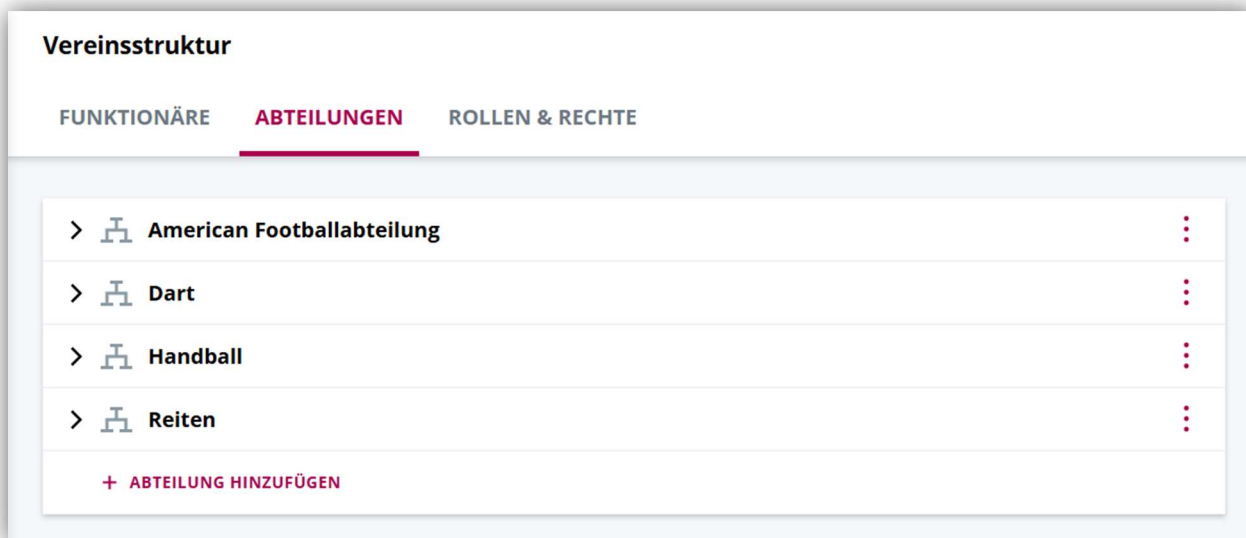 Vereinsstruktur
FUNKTIONÄRE ABTEILUNGEN ROLLEN & RECHTE
American Footballabteilung
Dart
Handball
Reiten
+ ABTEILUNG HINZUFÜGEN